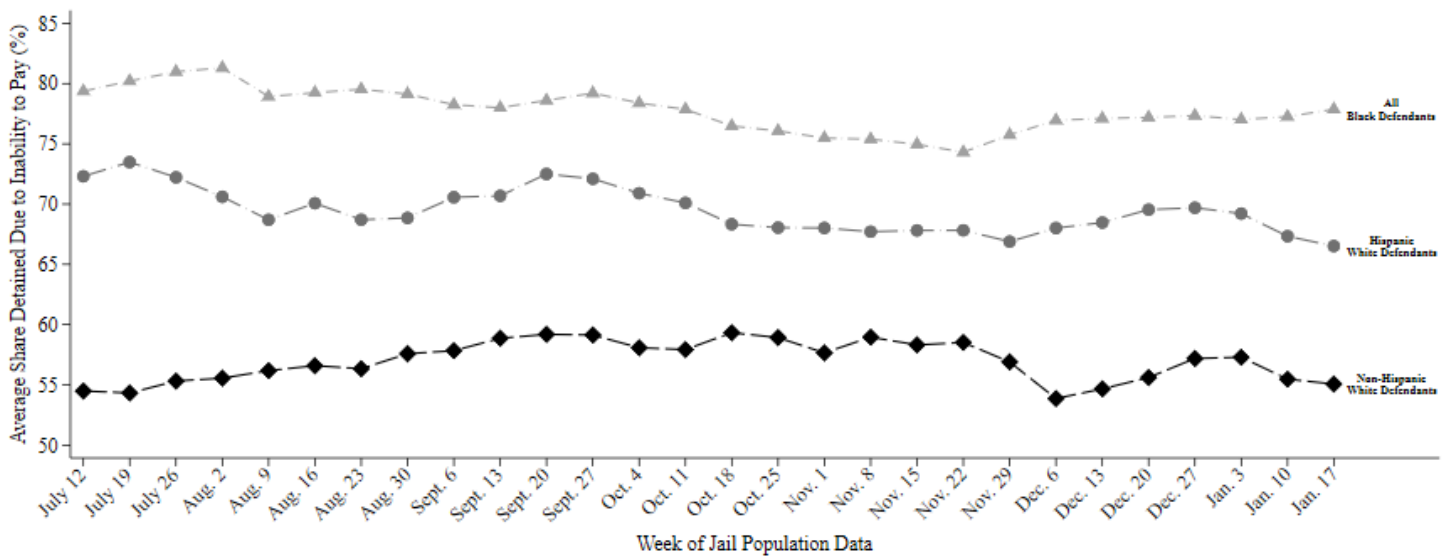 Average Share Detained Due to Inability to Pay (%)
85
80
75
70
65
60
55
50
All
Black Defendants
Hispanic
White Defendants
Non-Hispanic
White Defendants
July 12
July 19
July 26
Aug. 2
Aug. 9
Aug. 16
Aug. 23
Aug. 30
Sept. 6
Sept. 13
Sept. 20
Sept. 27
Oct. 4
Oct. 11
Oct. 18
Oct. 25
Nov. 1
Nov. 8
Nov. 15
Nov. 22
Nov. 29
Dec. 6
Dec. 13
Dec. 20
Dec. 27
Jan. 3
Jan. 10
Jan. 17
Week of Jail Population Data